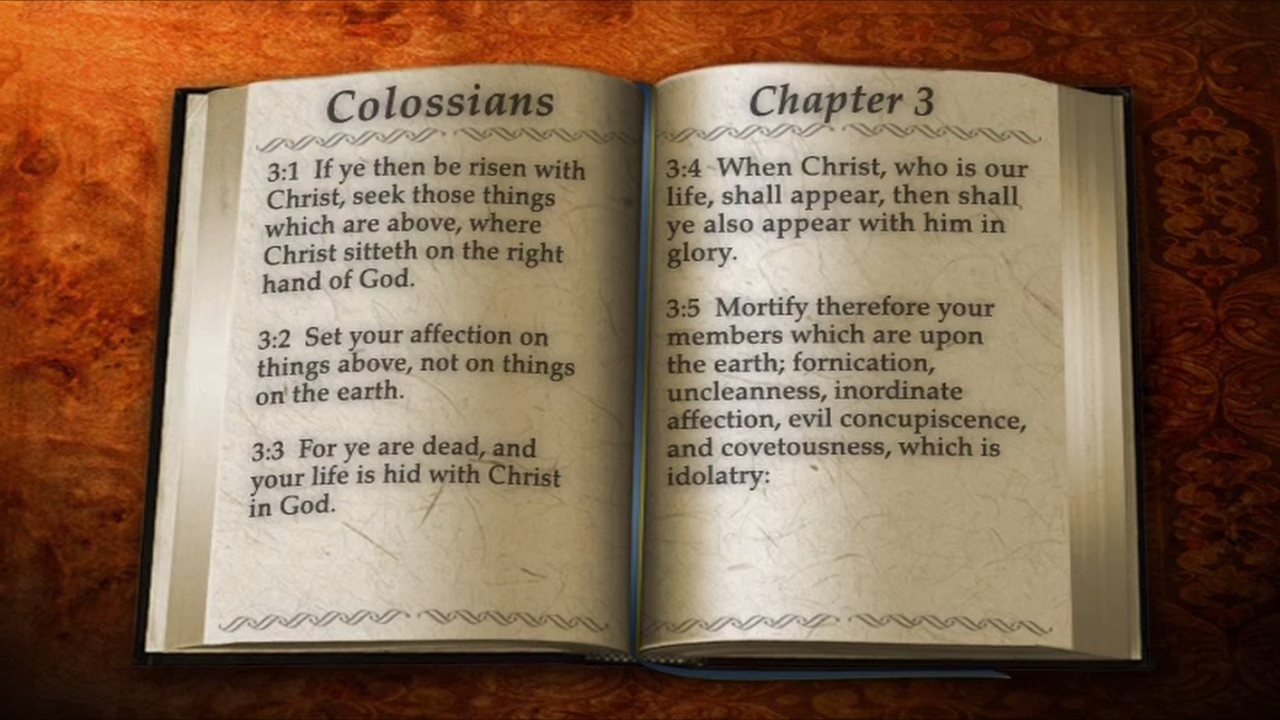 Colossians
3:1 If ye then be risen with
Christ, seek those things
which are above, where
Christ sitteth on the right
hand of God.
3:2 Set your affection on
things above, not on things
on the earth.
3:3 For ye are dead, and
your life is hid with Christ
in God.
Chapter 3
3:4 When Christ, who is our
life, shall appear, then shall
ye also appear with him in
glory.
3:5 Mortify therefore your
members which are upon
the earth; fornication,
uncleanness, inordinate
affection, evil concupiscence,
and covetousness, which is
idolatry: